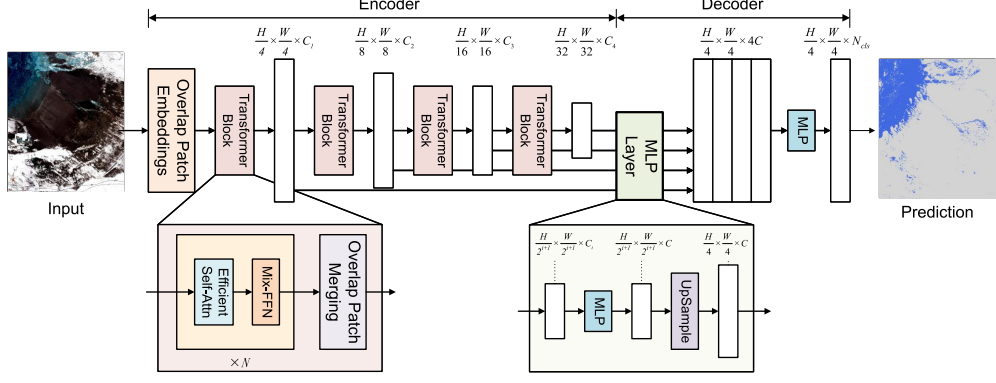 Encoder
Decoder
H/4 × W/4 × C₁
H/8 × W/8 × C₂
H/16 × W/16 × C₃
H/32 × W/32 × C₄
H/4 × W/4 × 4C
H/4 × W/4 × N_cls
Overlap Patch
Embeddings
Transformer
Block
Transformer
Block
Transformer
Block
Transformer
Block
MLP
Layer
MLP
Input
Prediction
Efficient
Self-Attn
Mix-FFN
Overlap Patch
Merging
× N
H/2^{i+1} × W/2^{i+1} × C_i
H/2^{i+1} × W/2^{i+1} × C
H/4 × W/4 × C
MLP
UpSample